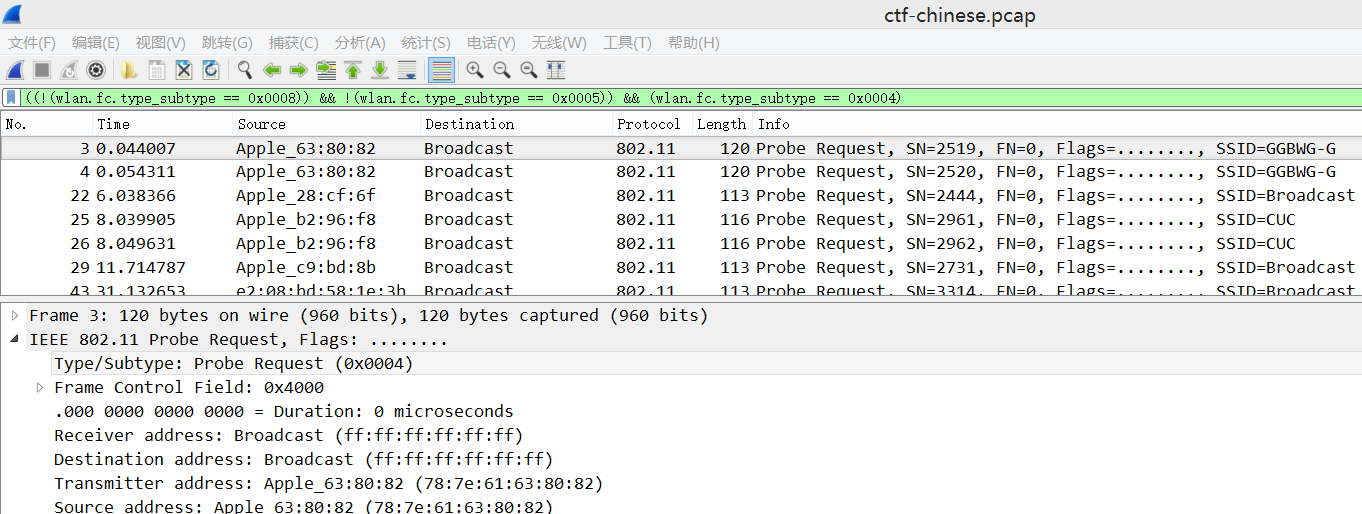 ctf-chinese.pcap
文件(F) 编辑(E) 视图(V) 跳转(G) 捕获(C) 分析(A) 统计(S) 电话(Y) 无线(W) 工具(T) 帮助(H)
((!(wlan.fc.type_subtype == 0x0008)) && !(wlan.fc.type_subtype == 0x0005)) && (wlan.fc.type_subtype == 0x0004)
No. Time Source Destination Protocol Length Info
3 0.044007 Apple_63:80:82 Broadcast 802.11 120 Probe Request, SN=2519, FN=0, Flags=........, SSID=GGBWG-G
4 0.054311 Apple_63:80:82 Broadcast 802.11 120 Probe Request, SN=2520, FN=0, Flags=........, SSID=GGBWG-G
22 6.038366 Apple_28:cf:6f Broadcast 802.11 113 Probe Request, SN=2444, FN=0, Flags=........, SSID=Broadcast
25 8.039905 Apple_b2:96:f8 Broadcast 802.11 116 Probe Request, SN=2961, FN=0, Flags=........, SSID=CUC
26 8.049631 Apple_b2:96:f8 Broadcast 802.11 116 Probe Request, SN=2962, FN=0, Flags=........, SSID=CUC
29 11.714787 Apple_c9:bd:8b Broadcast 802.11 113 Probe Request, SN=2731, FN=0, Flags=........, SSID=Broadcast
43 31.132653 e2:08:bd:58:1e:3b Broadcast 802.11 113 Probe Request, SN=3314, FN=0, Flags=........, SSID=Broadcast
Frame 3: 120 bytes on wire (960 bits), 120 bytes captured (960 bits)
IEEE 802.11 Probe Request, Flags: ........
Type/Subtype: Probe Request (0x0004)
Frame Control Field: 0x4000
.000 0000 0000 0000 = Duration: 0 microseconds
Receiver address: Broadcast (ff:ff:ff:ff:ff:ff)
Destination address: Broadcast (ff:ff:ff:ff:ff:ff)
Transmitter address: Apple_63:80:82 (78:7e:61:63:80:82)
Source address: Apple_63:80:82 (78:7e:61:63:80:82)